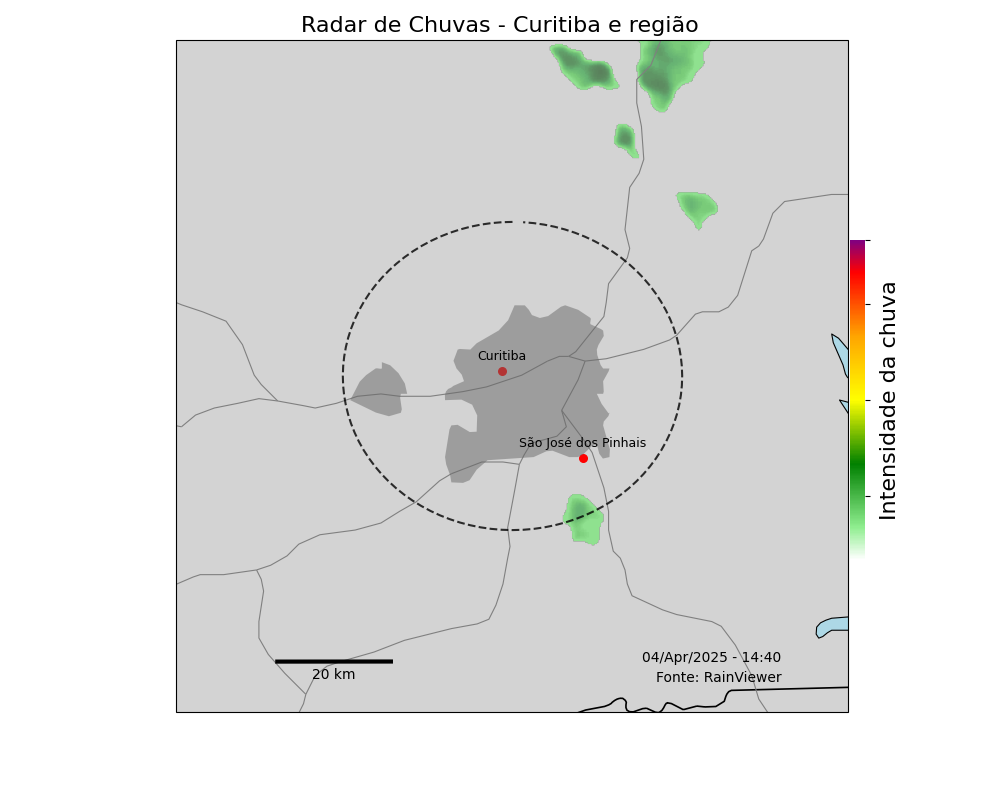 Radar de Chuvas - Curitiba e região
Curitiba
São José dos Pinhais
Intensidade da chuva
04/Apr/2025 - 14:40
Fonte: RainViewer
20 km